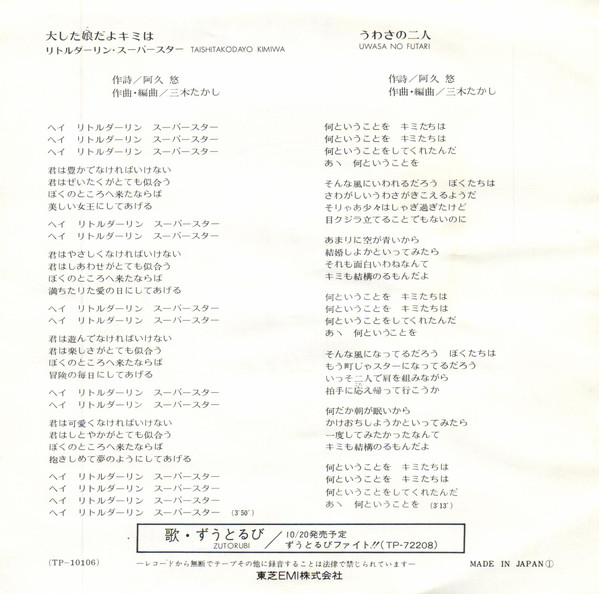 大した娘だよキミは
リトルダーリン・スーパースター TAISHITAKODAYO KIMIWA
作詩/阿久 悠
作曲・編曲/三木たかし
ヘイ リトルダーリン スーパースター
ヘイ リトルダーリン スーパースター
ヘイ リトルダーリン スーパースター
君は豊かでなければいけない
君はぜいたくがとても似合う
ぼくのところへ来たならば
美しい女王にしてあげる
ヘイ リトルダーリン スーパースター
ヘイ リトルダーリン スーパースター
君はやさしくなければいけない
君はしあわせがとても似合う
ぼくのところへ来たならば
満ちたりた愛の日にしてあげる
ヘイ リトルダーリン スーパースター
ヘイ リトルダーリン スーパースター
ヘイ リトルダーリン スーパースター
君は遊んでなければいけない
君は楽しさがとても似合う
ぼくのところへ来たならば
冒険の毎日にしてあげる
ヘイ リトルダーリン スーパースター
ヘイ リトルダーリン スーパースター
君は可愛くなければいけない
君はしとやかがとても似合う
ぼくのところへ来たならば
抱きしめて夢のようにしてあげる
ヘイ リトルダーリン スーパースター
ヘイ リトルダーリン スーパースター
ヘイ リトルダーリン スーパースター
ヘイ リトルダーリン スーパースター (3'50")
うわさの二人
UWASA NO FUTARI
作詩/阿久 悠
作曲・編曲/三木たかし
何ということを キミたちは
何ということを キミたちは
何ということをしてくれたんだ
あゝ 何ということを
そんな風にいわれるだろう ぼくたちは
さわがしいうわさがきこえるようだ
そりゃあ少々はしゃぎ過ぎたけど
目クジラ立てることでもないのに
あまりに空が青いから
結婚しよかといってみたら
それも面白いわねなんて
キミも結構のるもんだよ
何ということを キミたちは
何ということを キミたちは
何ということをしてくれたんだ
あゝ 何ということを
そんな風になってるだろう ぼくたちは
もう町じゃスターになってるだろう
いっそ二人で肩を組みながら
拍手に応え帰って行こうか
何だか朝が眠いから
かけおちしようかといってみたら
一度してみたかったなんて
キミも結構のるもんだよ
何ということを キミたちは
何ということを キミたちは
何ということをしてくれたんだ
あゝ 何ということを (3'13")
歌・ずうとるび
ZUTORUBI
10/20発売予定
ずうとるびファイト!!(TP-72208)
(TP-10106)
―レコードから無断でテープその他に録音することは法律で禁じられています―
MADE IN JAPAN①
東芝EMI株式会社